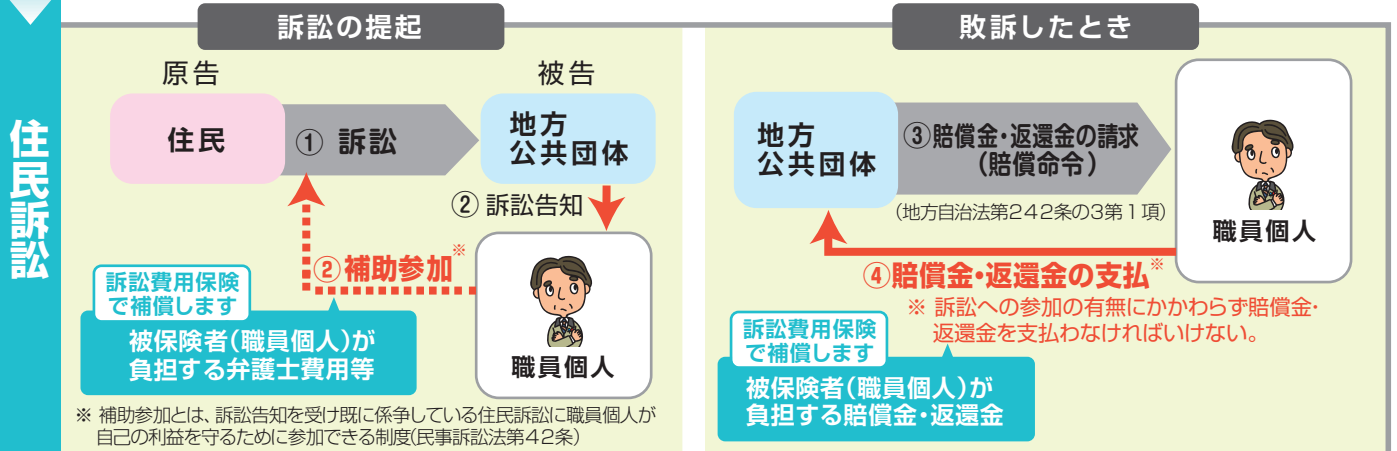 住民訴訟
訴訟の提起
原告
被告
住民
① 訴訟
地方
公共団体
② 訴訟告知
②補助参加※
職員個人
訴訟費用保険
で補償します
被保険者(職員個人)が
負担する弁護士費用等
※ 補助参加とは、訴訟告知を受け既に係争している住民訴訟に職員個人が
自己の利益を守るために参加できる制度(民事訴訟法第42条)
敗訴したとき
地方
公共団体
③賠償金・返還金の請求
(賠償命令)
(地方自治法第242条の3第1項)
職員個人
④賠償金・返還金の支払※
※ 訴訟への参加の有無にかかわらず賠償金・
返還金を支払わなければいけない。
訴訟費用保険
で補償します
被保険者(職員個人)が
負担する賠償金・返還金